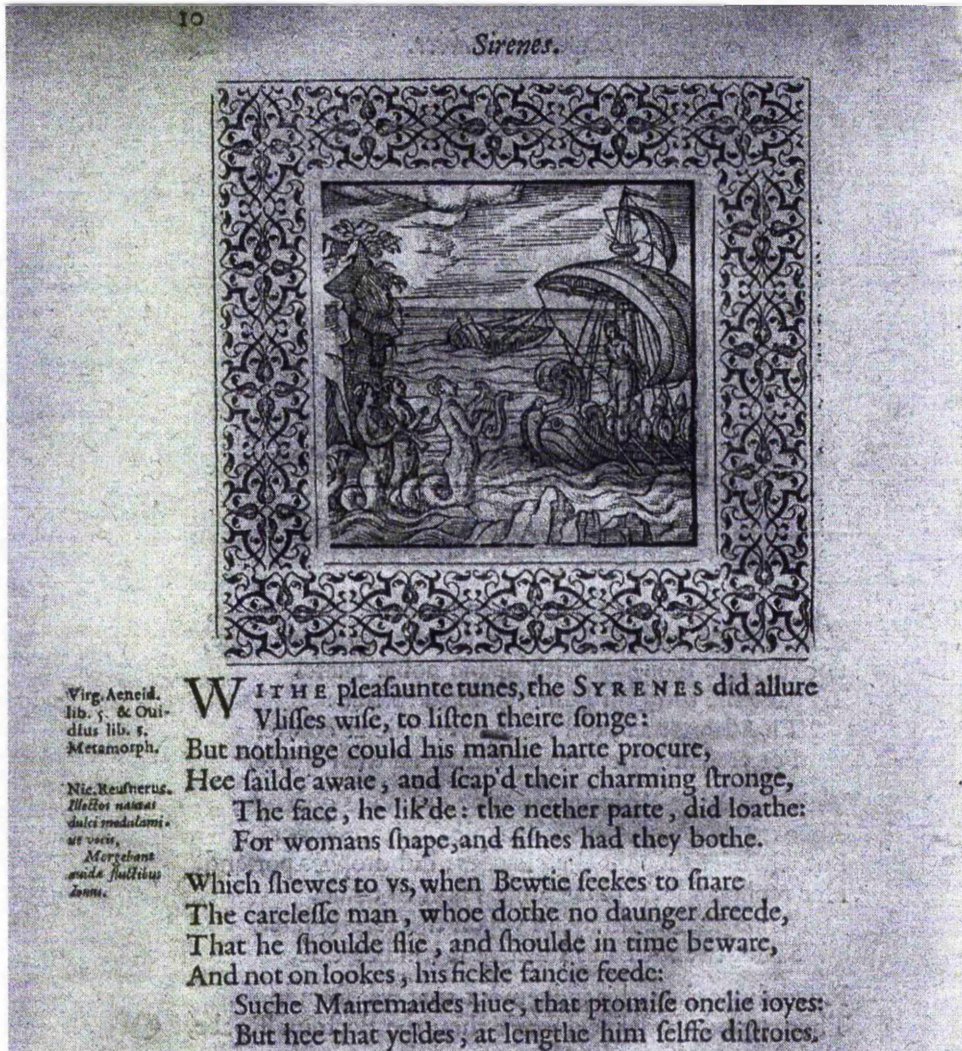 10
Sirenes.
Virg. Aeneid.
lib. 5. & Oui-
dius lib. 5.
Metamorph.
Nic. Reusnerus.
Illectos nautas
dulci modulami-
ne vocis,
Mergebant
auidæ fluctibus
Ionus.
WITHE pleaſaunte tunes, the SYRENES did allure
Vliſſes wiſe, to liſten theire ſonge:
But nothinge could his manlie harte procure,
Hee ſailde awaie, and ſcap'd their charming ſtronge,
The face, he lik'de: the nether parte, did loathe:
For womans ſhape, and fiſhes had they bothe.
Which ſhewes to vs, when Bewtie ſeekes to ſnare
The careleſſe man, whoe dothe no daunger dreede,
That he ſhoulde flie, and ſhoulde in time beware,
And not on lookes, his fickle fancie feede:
Suche Mairemaides liue, that promiſe onelie ioyes:
But hee that yeldes, at lengthe him ſelffe diſtroies.